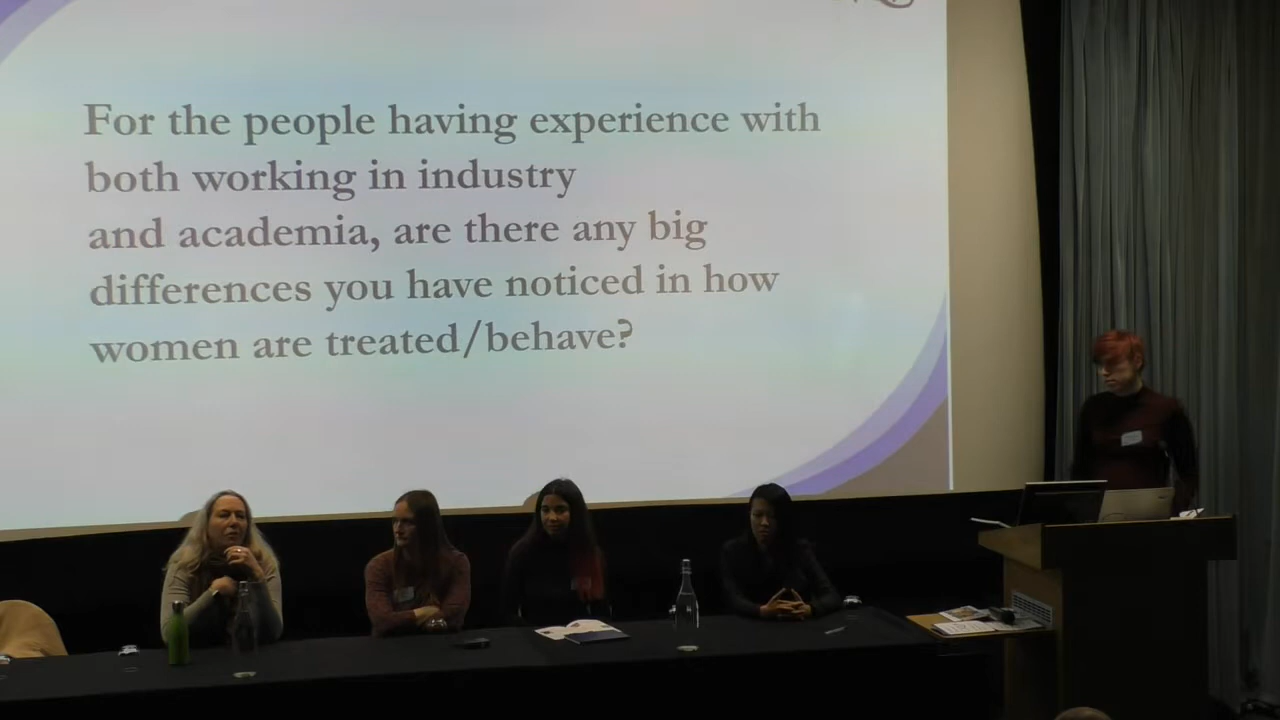 For the people having experience with
both working in industry
and academia, are there any big
differences you have noticed in how
women are treated/behave?